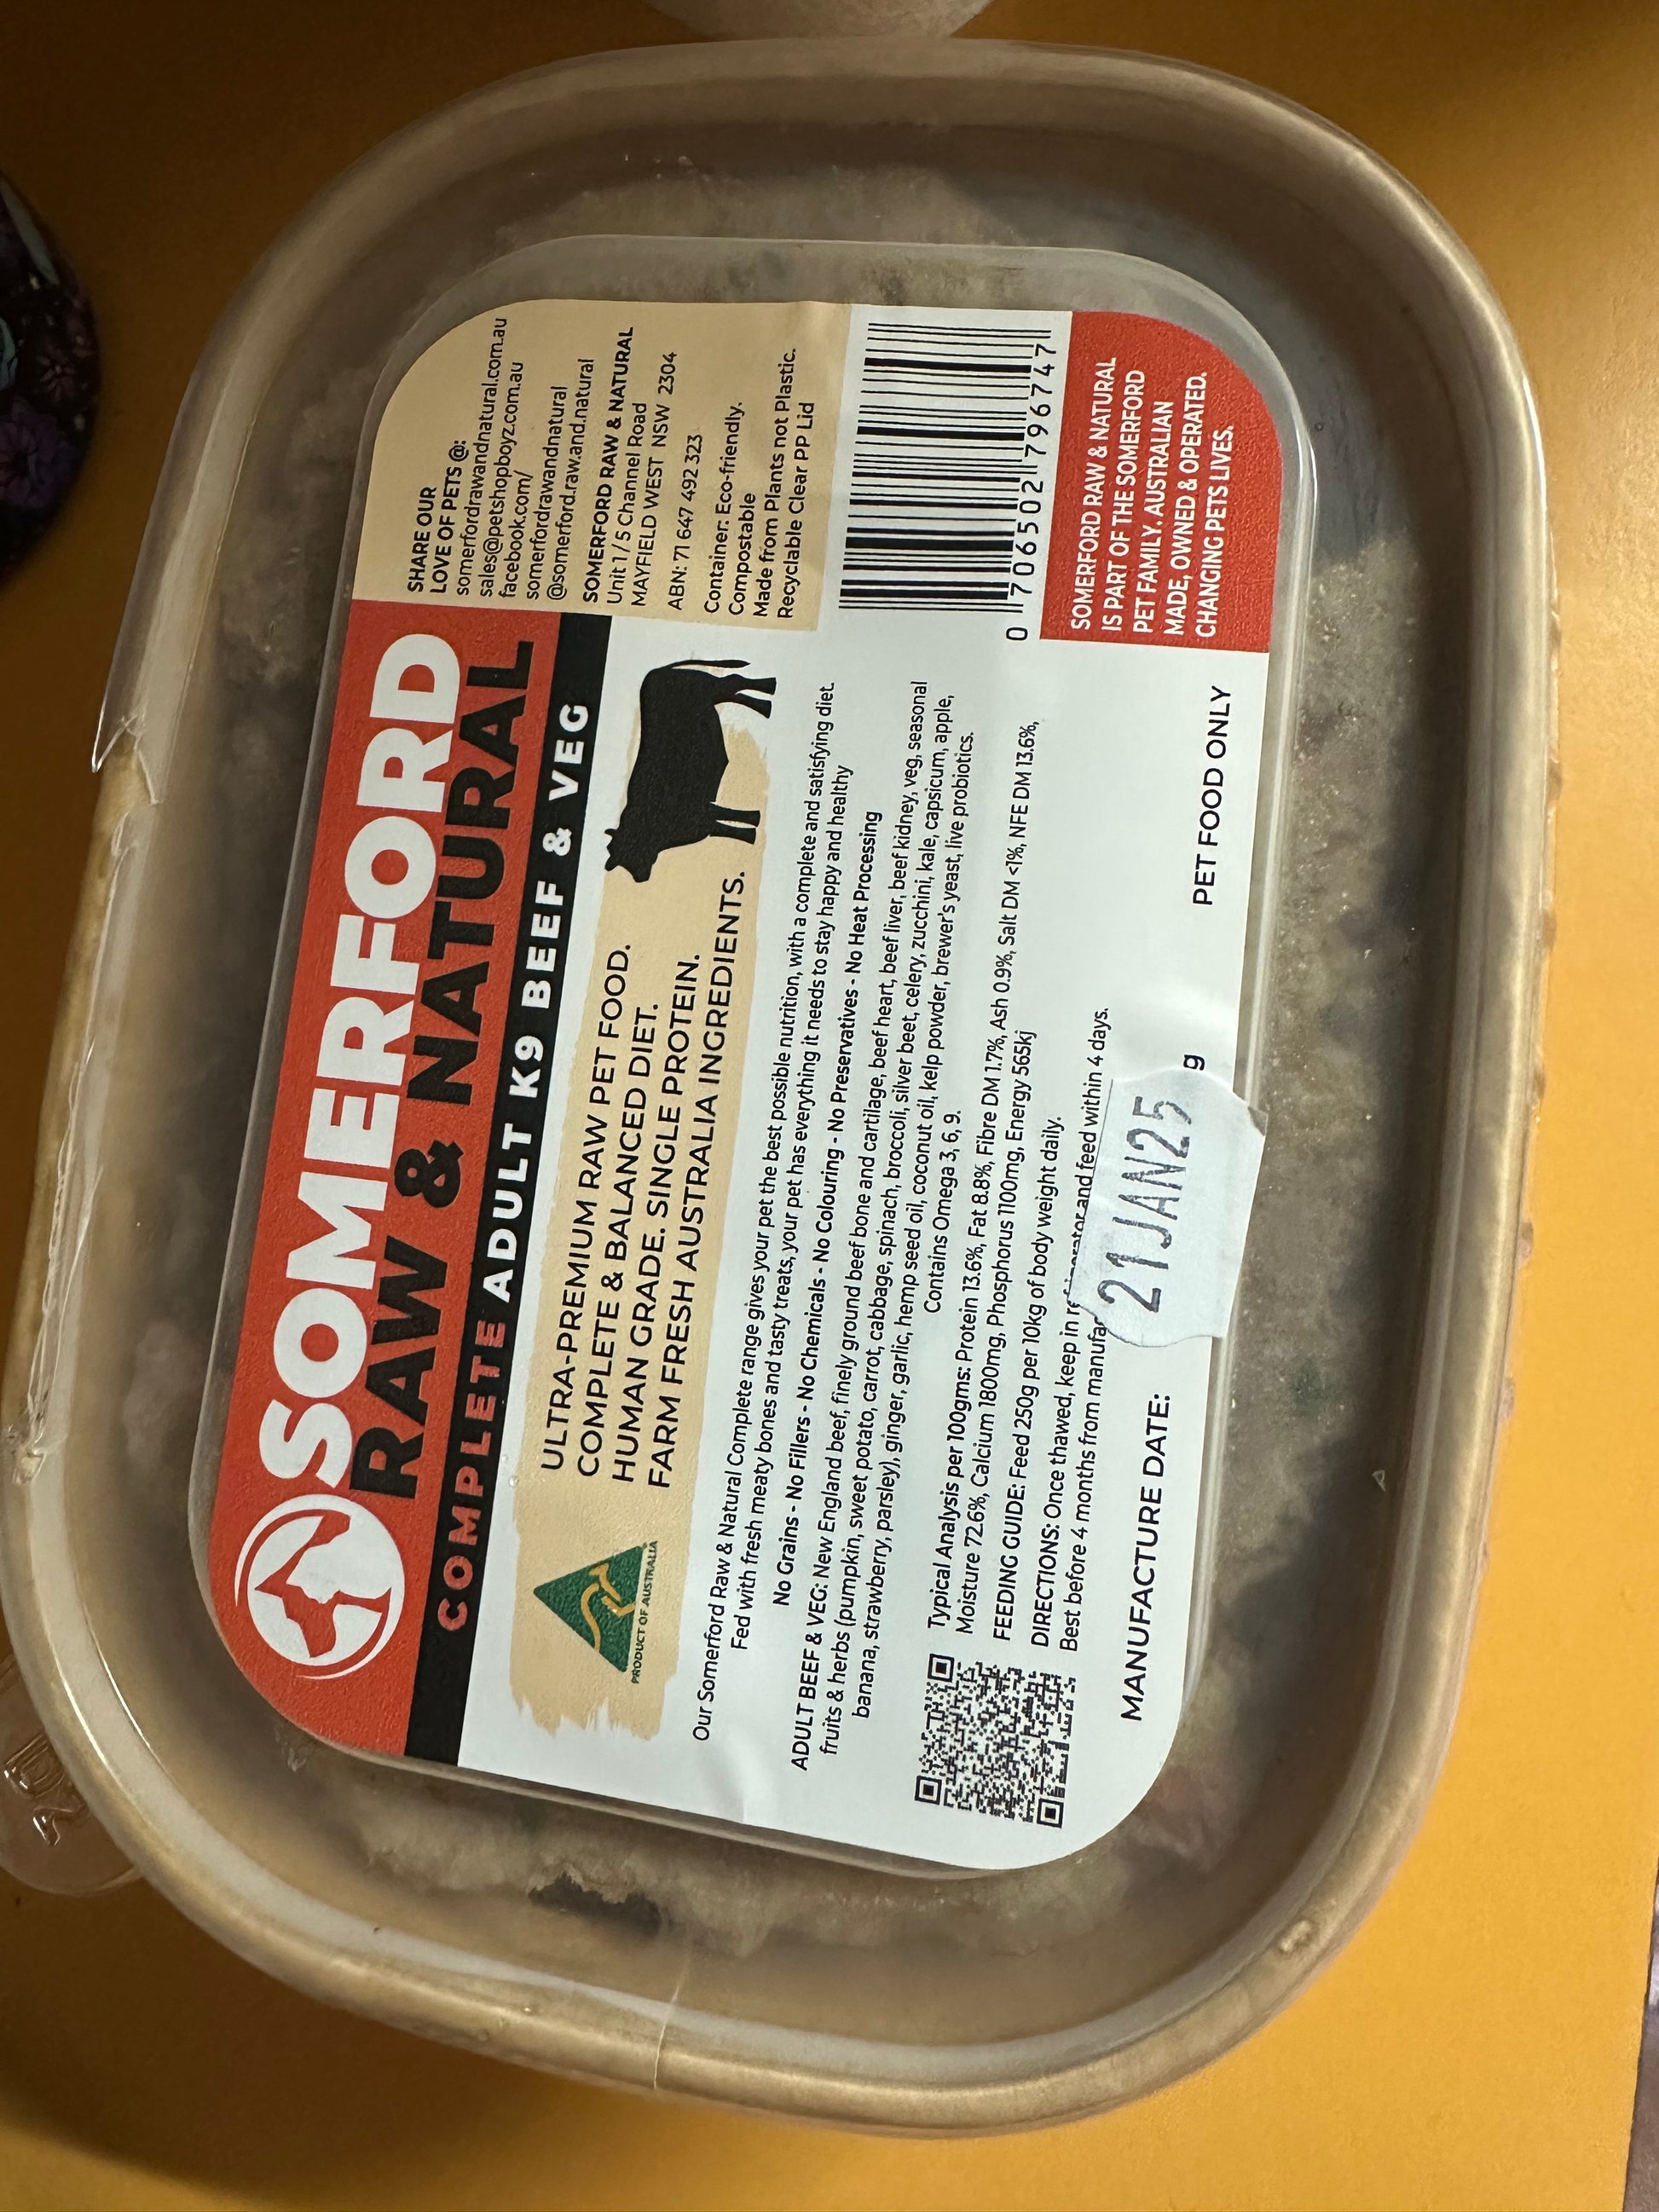 SOMERFORD
RAW & NATURAL
COMPLETE ADULT K9 BEEF & VEG
ULTRA-PREMIUM RAW PET FOOD.
COMPLETE & BALANCED DIET.
HUMAN GRADE. SINGLE PROTEIN.
FARM FRESH AUSTRALIA INGREDIENTS.
PRODUCT OF AUSTRALIA
Our Somerford Raw & Natural Complete range gives your pet the best possible nutrition, with a complete and satisfying diet.
Fed with fresh meaty bones and tasty treats, your pet has everything it needs to stay happy and healthy
No Grains - No Fillers - No Chemicals - No Colouring - No Preservatives - No Heat Processing
ADULT BEEF & VEG: New England beef, finely ground beef bone and cartilage, beef heart, beef liver, beef kidney, veg, seasonal
fruits & herbs (pumpkin, sweet potato, carrot, cabbage, spinach, broccoli, silver beet, celery, zucchini, kale, capsicum, apple,
banana, strawberry, parsley), ginger, garlic, hemp seed oil, coconut oil, kelp powder, brewer's yeast, live probiotics.
Contains Omega 3, 6, 9.
Typical Analysis per 100gms: Protein 13.6%, Fat 8.8%, Fibre DM 1.7%, Ash 0.9%, Salt DM <1%, NFE DM 13.6%,
Moisture 72.6%, Calcium 1800mg, Phosphorus 1100mg, Energy 565kj
FEEDING GUIDE: Feed 250g per 10kg of body weight daily.
DIRECTIONS: Once thawed, keep in refrigerator and feed within 4 days.
Best before 4 months from manufa
MANUFACTURE DATE:
21 JAN 25
g
PET FOOD ONLY
SHARE OUR
LOVE OF PETS @:
somerfordrawandnatural.com.au
sales@petshopboyz.com.au
facebook.com/
somerfordrawandnatural
@somerford.raw.and.natural
SOMERFORD RAW & NATURAL
Unit 1 / 5 Channel Road
MAYFIELD WEST NSW 2304
ABN: 71 647 492 323
Container: Eco-friendly.
Compostable
Made from Plants not Plastic.
Recyclable Clear PP Lid
0 706502 796747
SOMERFORD RAW & NATURAL
IS PART OF THE SOMERFORD
PET FAMILY. AUSTRALIAN
MADE, OWNED & OPERATED.
CHANGING PETS LIVES.